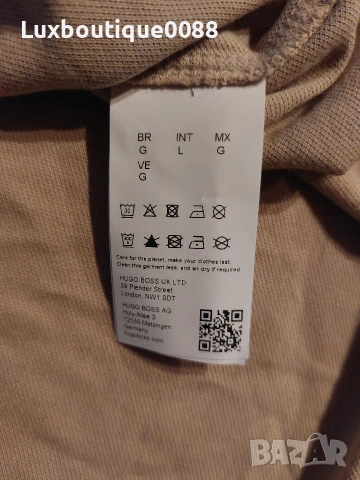 Luxboutique0088
BR INT MX
G L G
VE
G
Care for the planet, make your clothes last.
Clean this garment less, and air dry if required
HUGO BOSS UK LTD
39 Plender Street
London, NW1 0DT
HUGO BOSS AG
Holy-Allee 3
72555 Metzingen
Germany
hugoboss.com
BAZAR